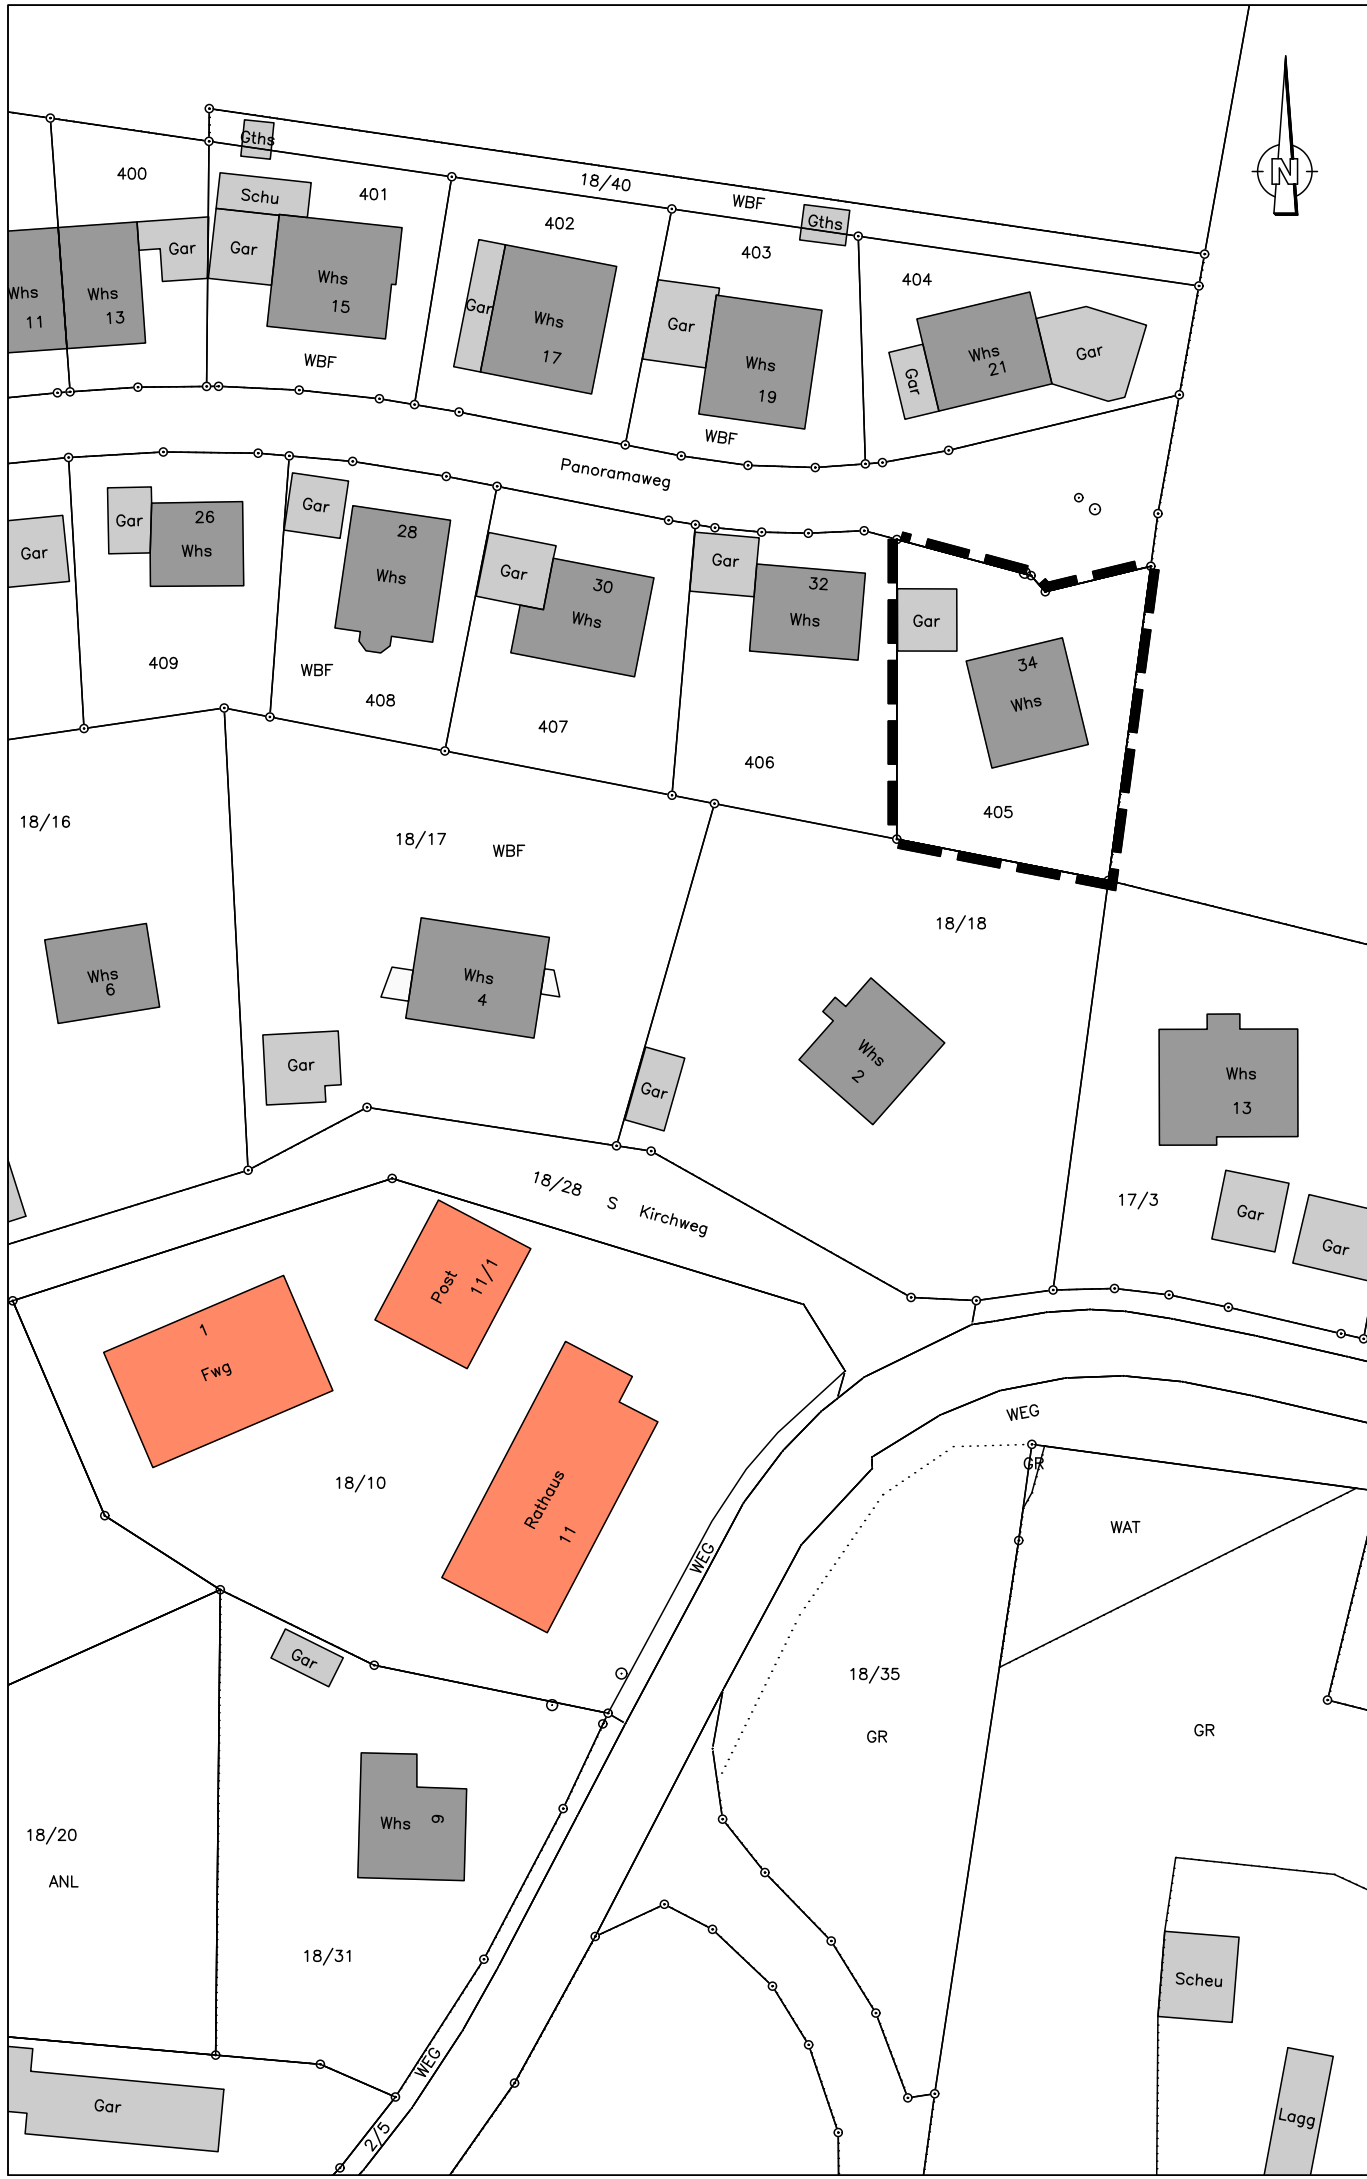 Gths
400
18/40
401
WBF
Schu
402
Gths
403
404
Gar
Gar
Whs
15
Whs
11
Whs
13
Gar
Whs
17
Gar
Whs
19
Whs
21
Gar
Gar
N
WBF
WBF
Panoramaweg
Gar
Gar
26
Whs
Gar
28
Whs
Gar
30
Whs
Gar
32
Whs
Gar
34
Whs
409
WBF
408
407
406
405
18/16
18/17
WBF
18/18
Whs
6
Whs
4
Gar
Gar
Whs
2
Whs
13
17/3
Gar
Gar
18/28
S
Kirchweg
Post
11/1
1
Fwg
18/10
Rathaus
11
WEG
WEG
GR
WAT
Gar
18/35
GR
GR
Whs
9
18/20
ANL
18/31
Scheu
WEG
2/5
Gar
Lagg